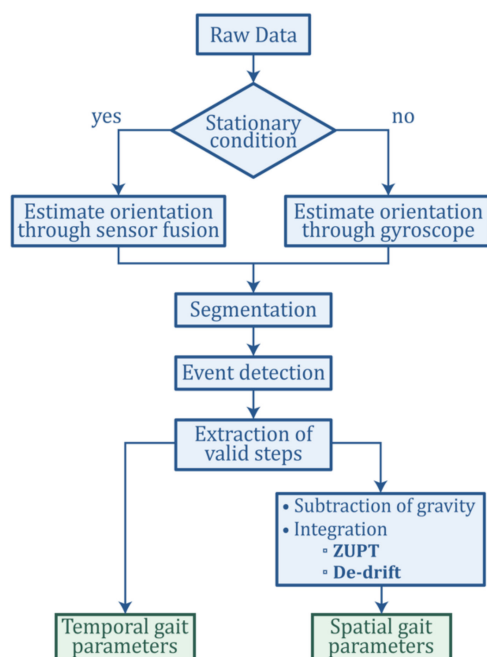 Raw Data
Stationary
condition
yes
no
Estimate orientation
through sensor fusion
Estimate orientation
through gyroscope
Segmentation
Event detection
Extraction of
valid steps
• Subtraction of gravity
• Integration
▫ ZUPT
▫ De-drift
Temporal gait
parameters
Spatial gait
parameters